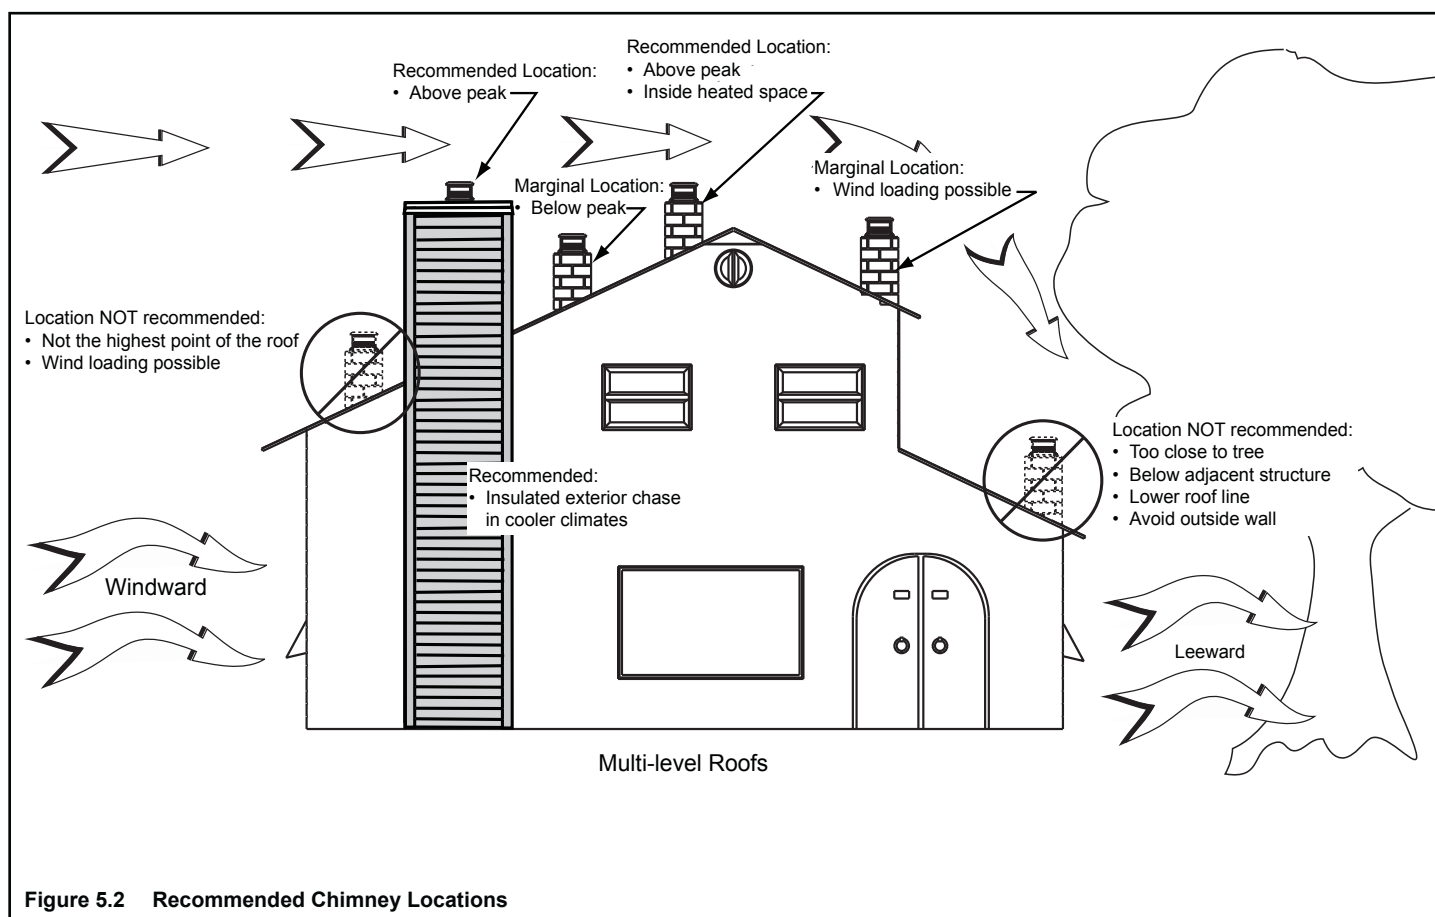 Recommended Location:
• Above peak
Recommended Location:
• Above peak
• Inside heated space
Marginal Location:
• Below peak
Marginal Location:
• Wind loading possible
Location NOT recommended:
• Not the highest point of the roof
• Wind loading possible
Recommended:
• Insulated exterior chase
in cooler climates
Location NOT recommended:
• Too close to tree
• Below adjacent structure
• Lower roof line
• Avoid outside wall
Windward
Leeward
Multi-level Roofs
Figure 5.2 Recommended Chimney Locations